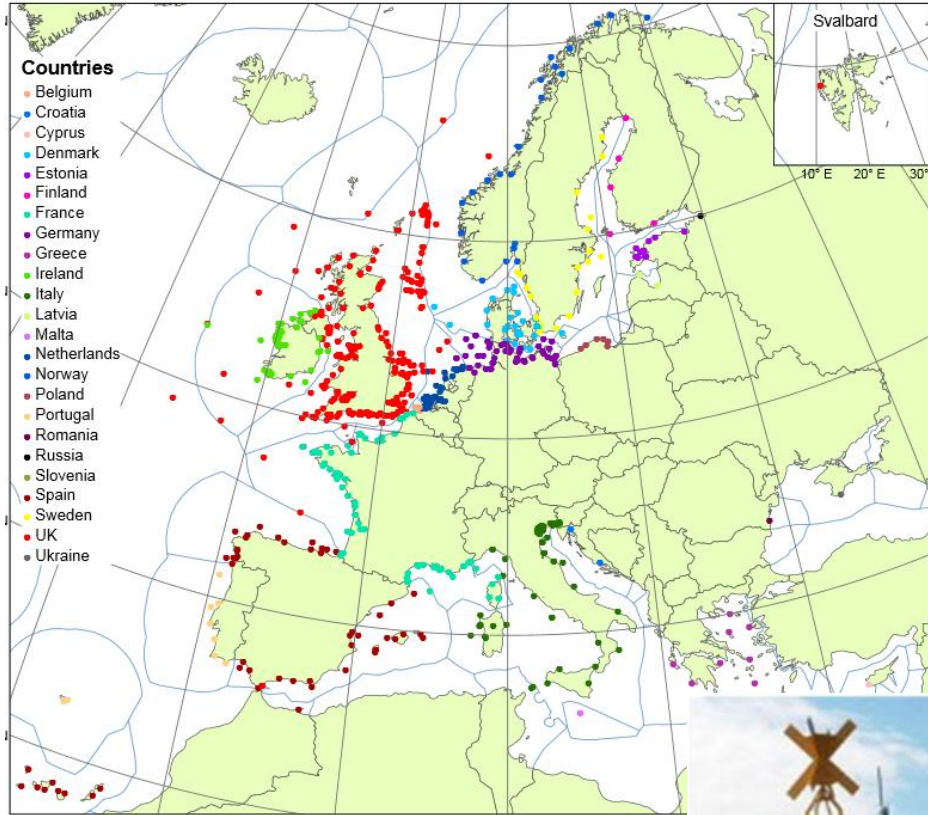 Svalbard
10° E 20° E 30°
Countries
Belgium
Croatia
Cyprus
Denmark
Estonia
Finland
France
Germany
Greece
Ireland
Italy
Latvia
Malta
Netherlands
Norway
Poland
Portugal
Romania
Russia
Slovenia
Spain
Sweden
UK
Ukraine